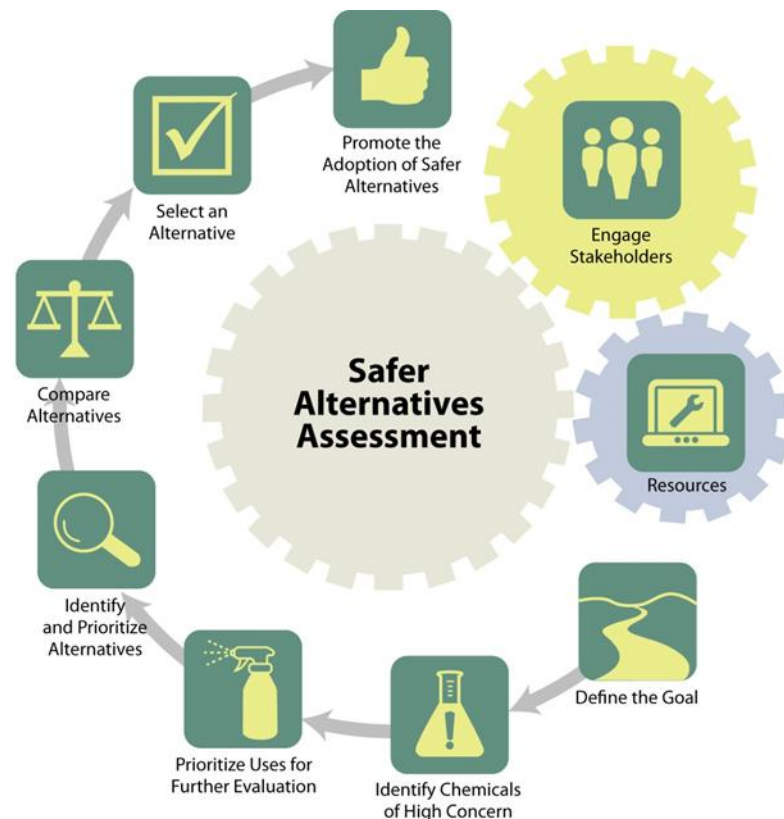 Promote the
Adoption of Safer
Alternatives
Select an
Alternative
Engage
Stakeholders
Compare
Alternatives
Safer
Alternatives
Assessment
Resources
Identify
and Prioritize
Alternatives
Define the Goal
Prioritize Uses for
Further Evaluation
Identify Chemicals
of High Concern